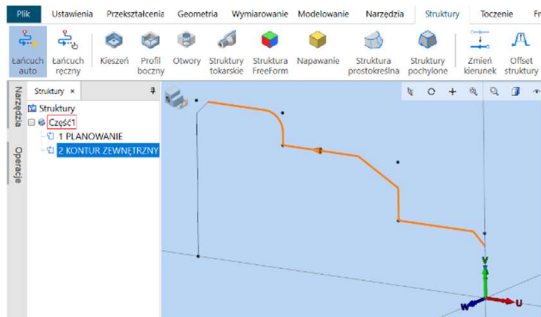 Plik Ustawienia Przekształcenie Geometria Wymiarowanie Modelowanie Narzędzia Struktury Toczenie Fr
Łańcuch auto
Łańcuch ręczny
Kieszeń
Profil boczny
Otwory
Struktury tokarskie
Struktura FreeForm
Napawanie
Struktura prostokreślna
Struktury pochylone
Zmień kierunek
Offset struktury
Narzędzia
Operacje
Struktury ×
Struktury
Część1
1 PLANOWANIE
2 KONTUR ZEWNĘTRZNY
V
U
W